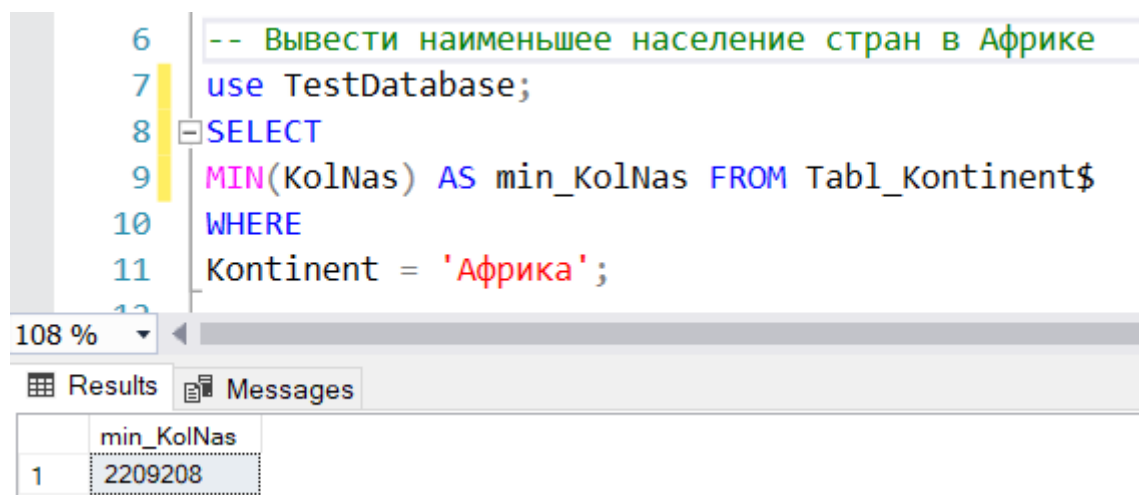 6 -- Вывести наименьшее население стран в Африке
7 use TestDatabase;
8 SELECT
9 MIN(KolNas) AS min_KolNas FROM Tabl_Kontinent$
10 WHERE
11 Kontinent = 'Африка';
108 %
Results Messages
min_KolNas
1 2209208